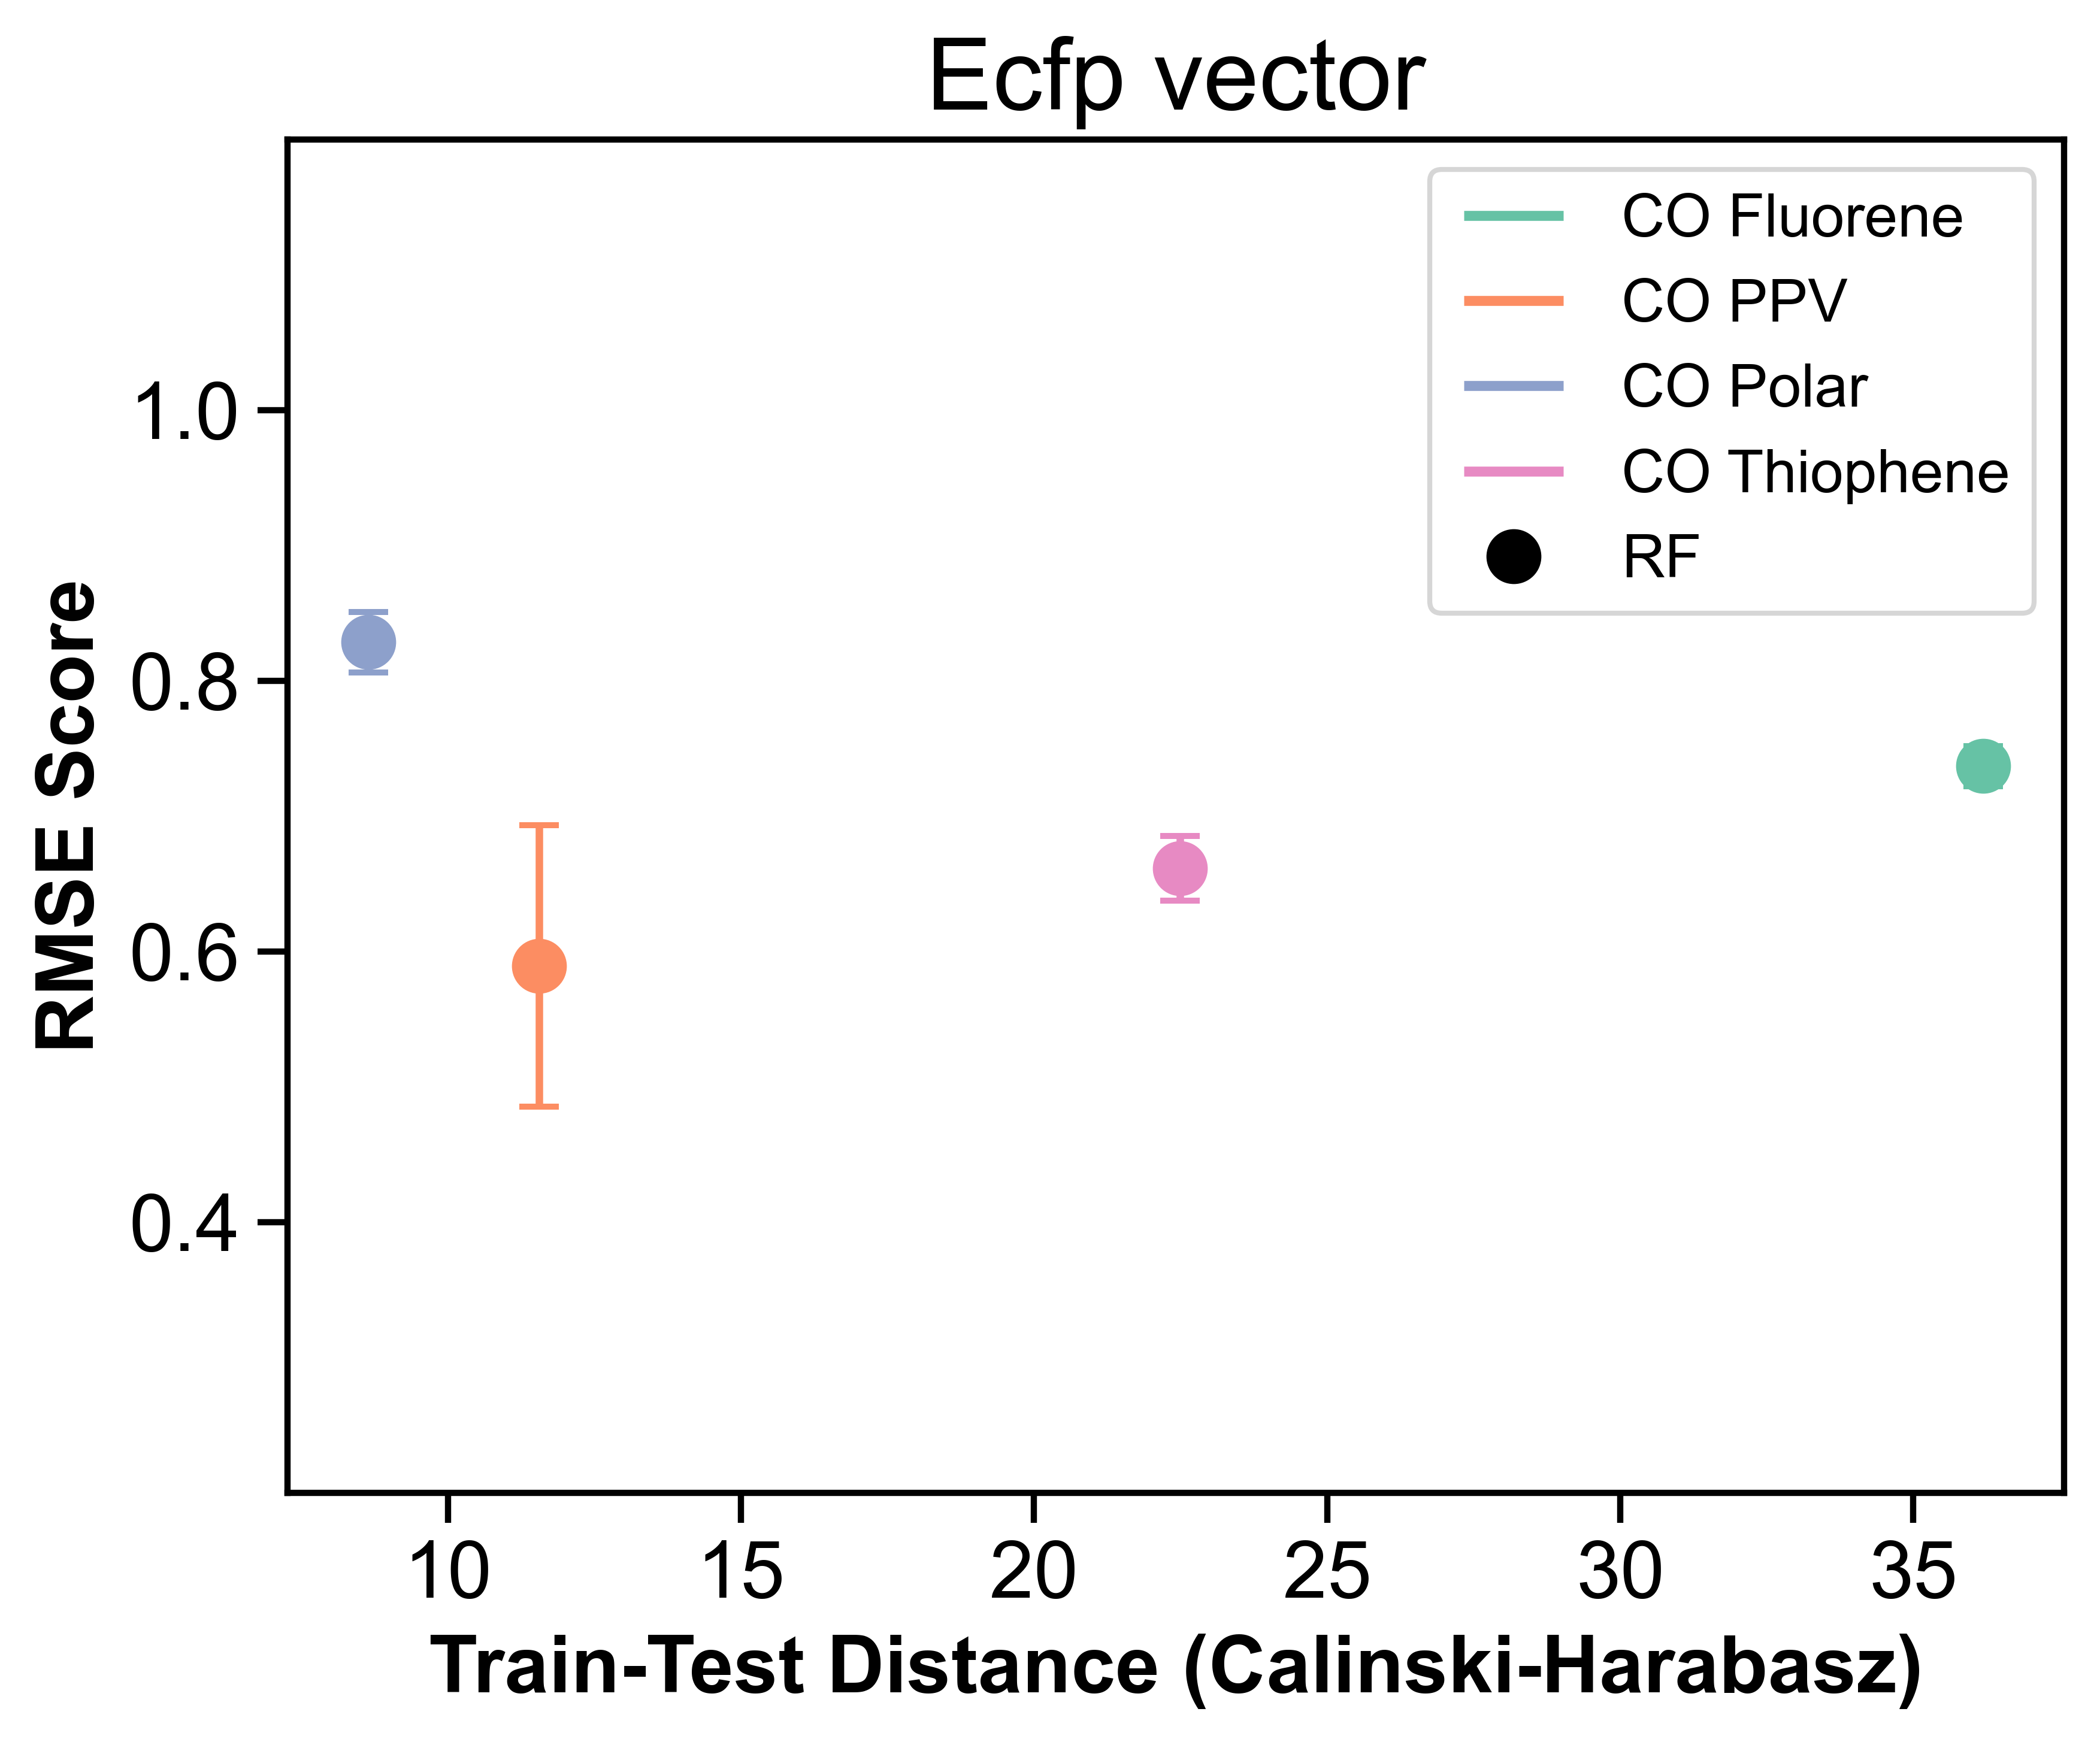 Ecfp vector
CO Fluorene
CO PPV
CO Polar
CO Thiophene
RF
RMSE Score
1.0
0.8
0.6
0.4
10 15 20 25 30 35
Train-Test Distance (Calinski-Harabasz)